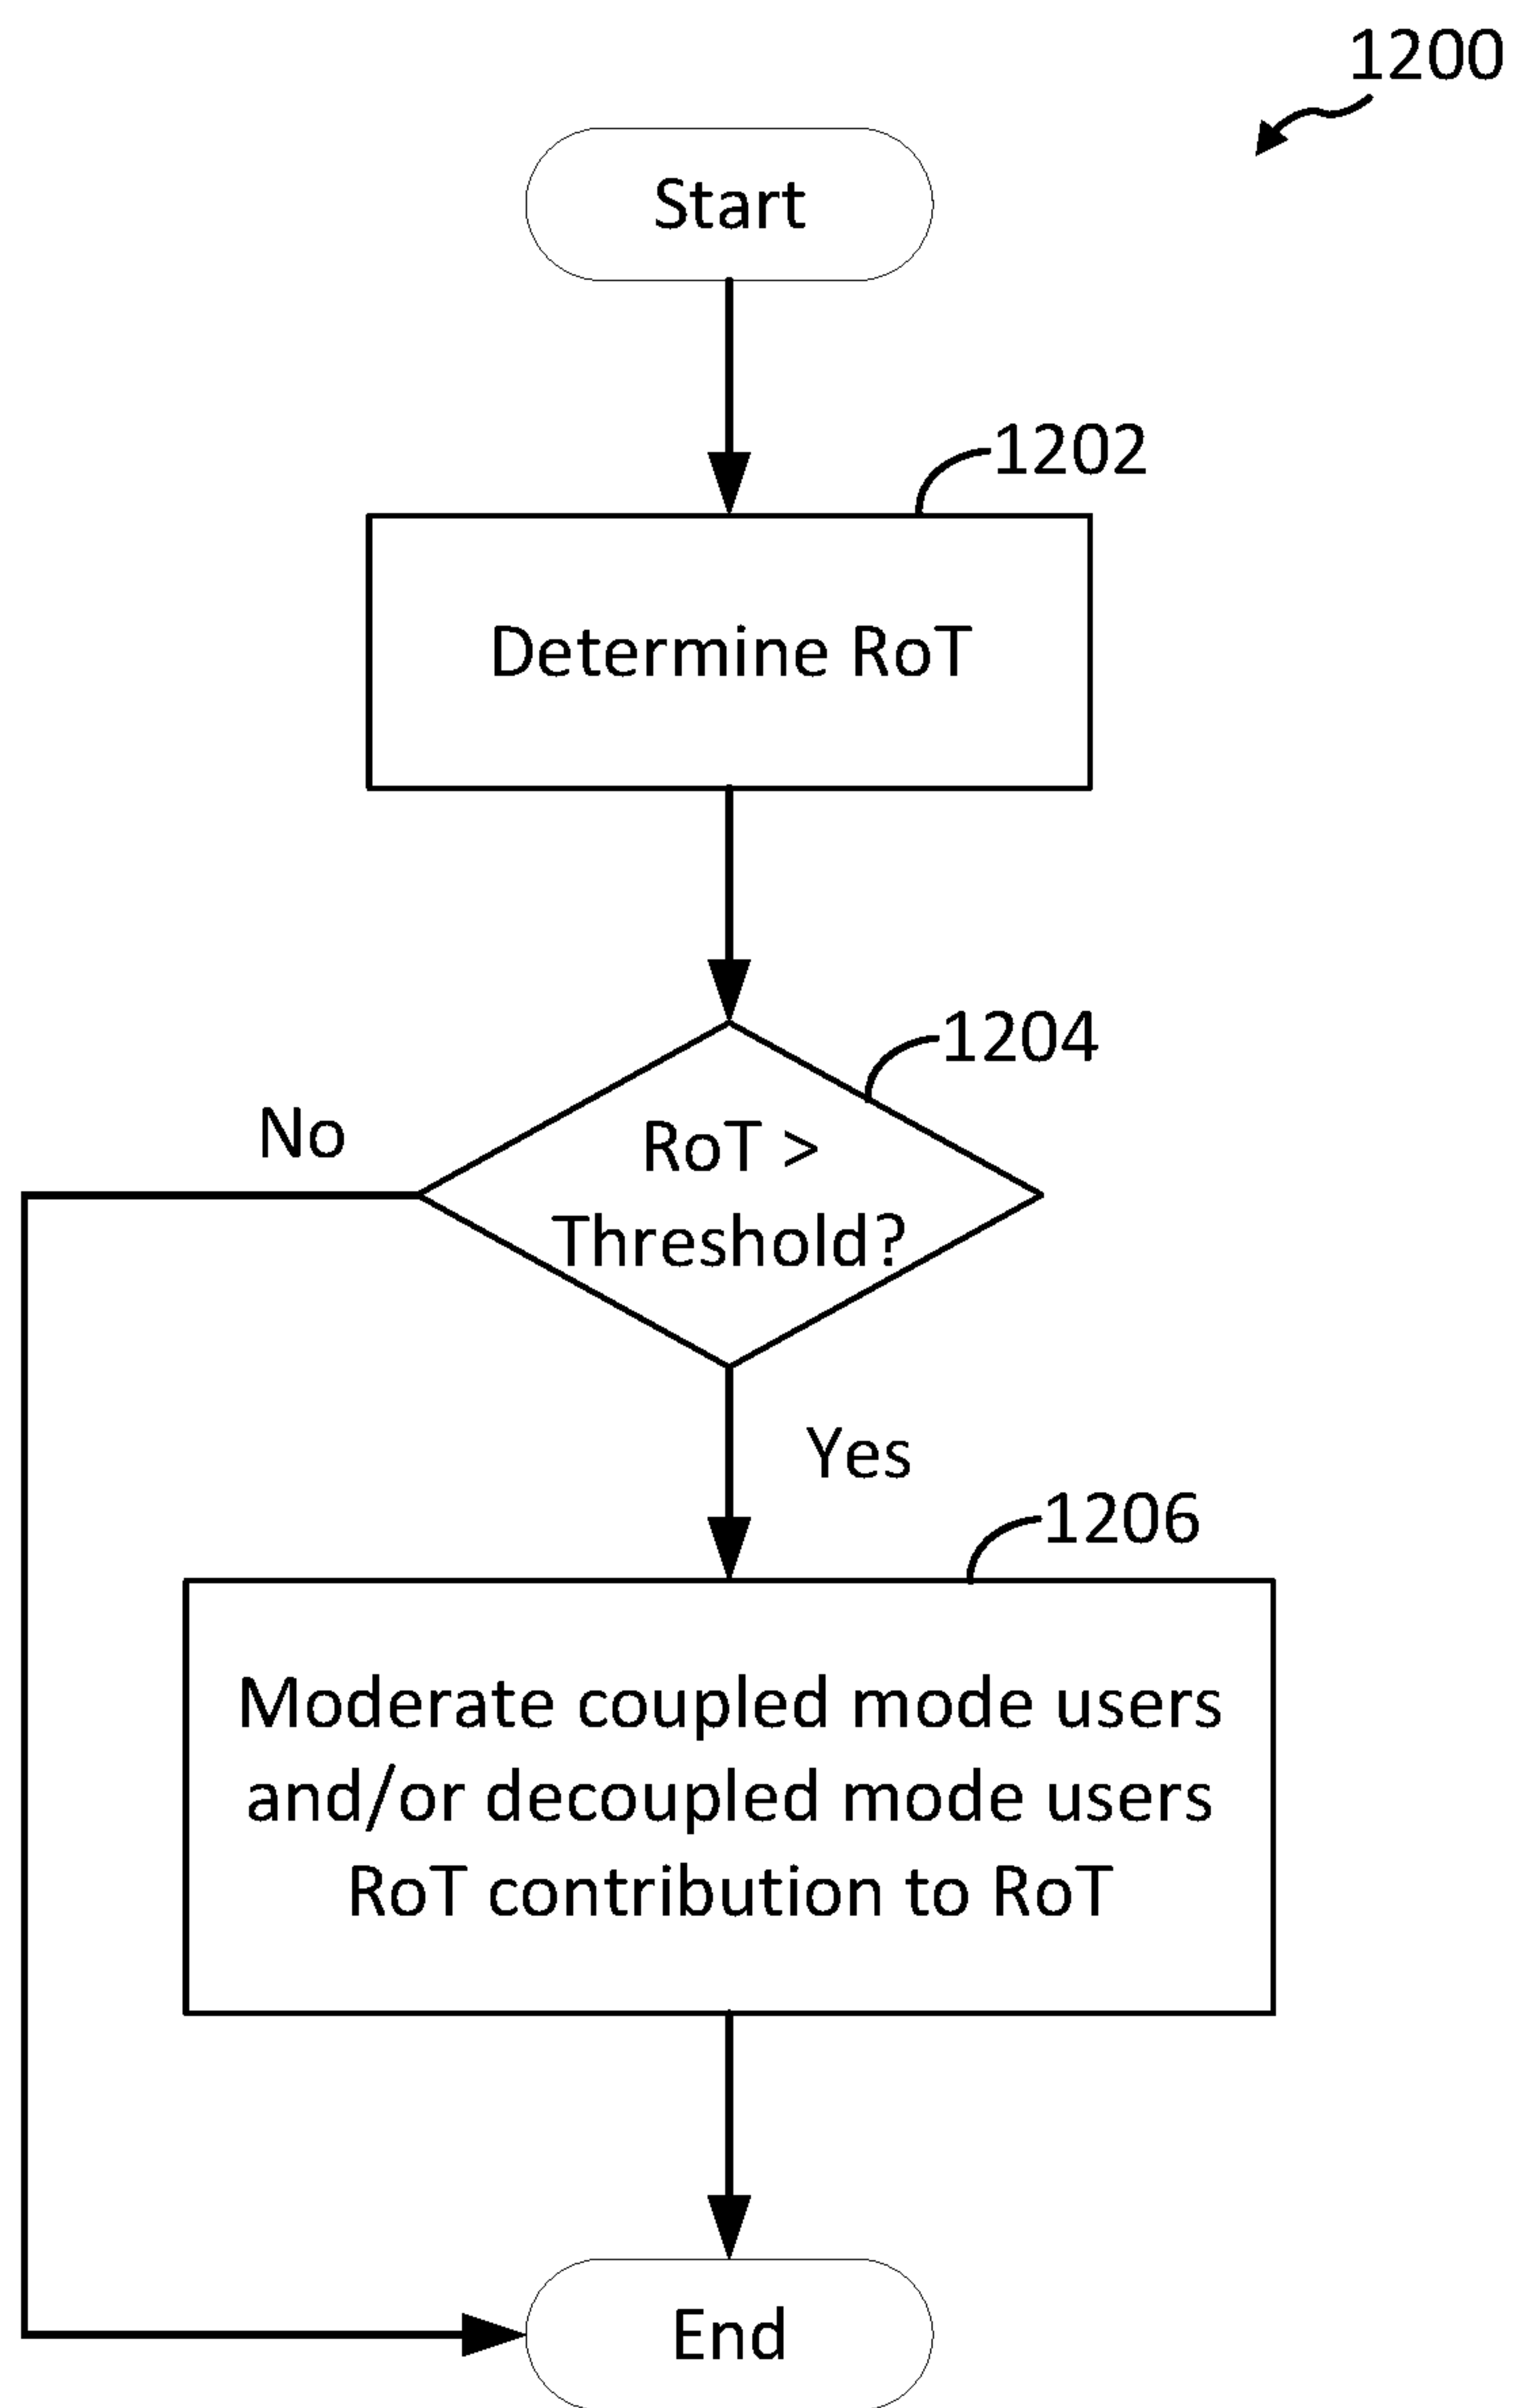 1200
Start
1202
Determine RoT
1204
No
RoT >
Threshold?
Yes
1206
Moderate coupled mode users
and/or decoupled mode users
RoT contribution to RoT
End